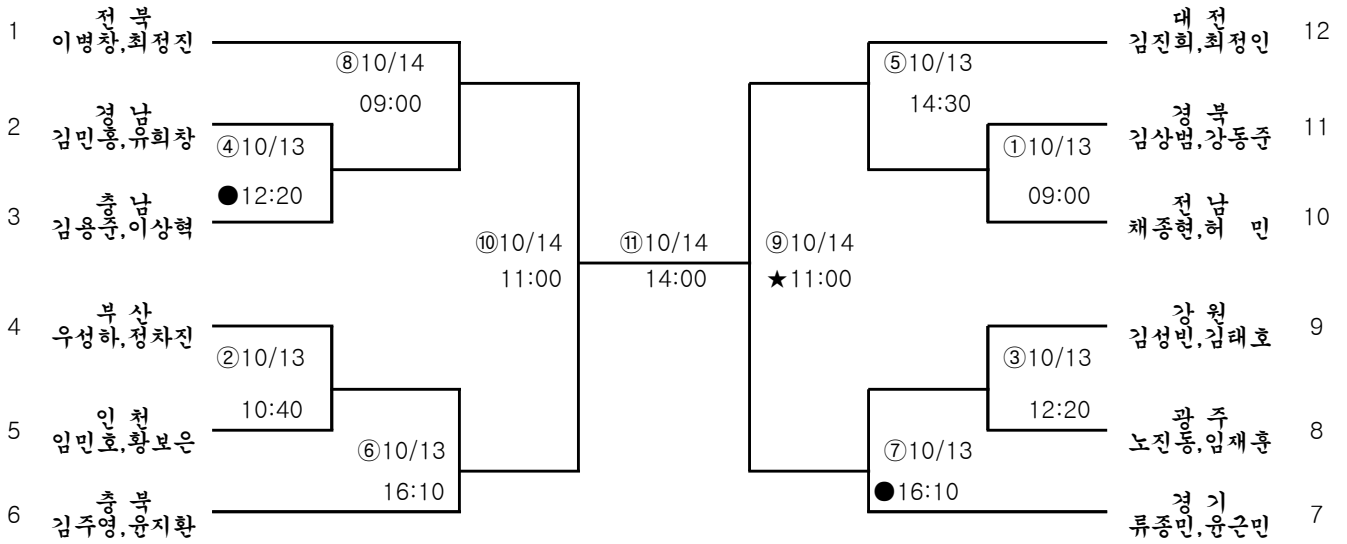 1 전 북
이병창,최정진
⑧10/14
09:00
2 경 남
김민홍,유희창
④10/13
●12:20
3 충 남
김용준,이상혁
⑩10/14
11:00
4 부 산
우성하,정차진
②10/13
10:40
5 인 천
임민호,황보은
⑥10/13
16:10
6 충 북
김주영,윤지환
⑪10/14
14:00
대 전 12
김진희,최정인
⑤10/13
14:30
경 북 11
김상범,강동준
①10/13
09:00
전 남 10
채종현,허 민
⑨10/14
★11:00
강 원 9
김성빈,김태호
③10/13
12:20
광 주 8
노진동,임재훈
⑦10/13
●16:10
경 기 7
류종민,윤근민